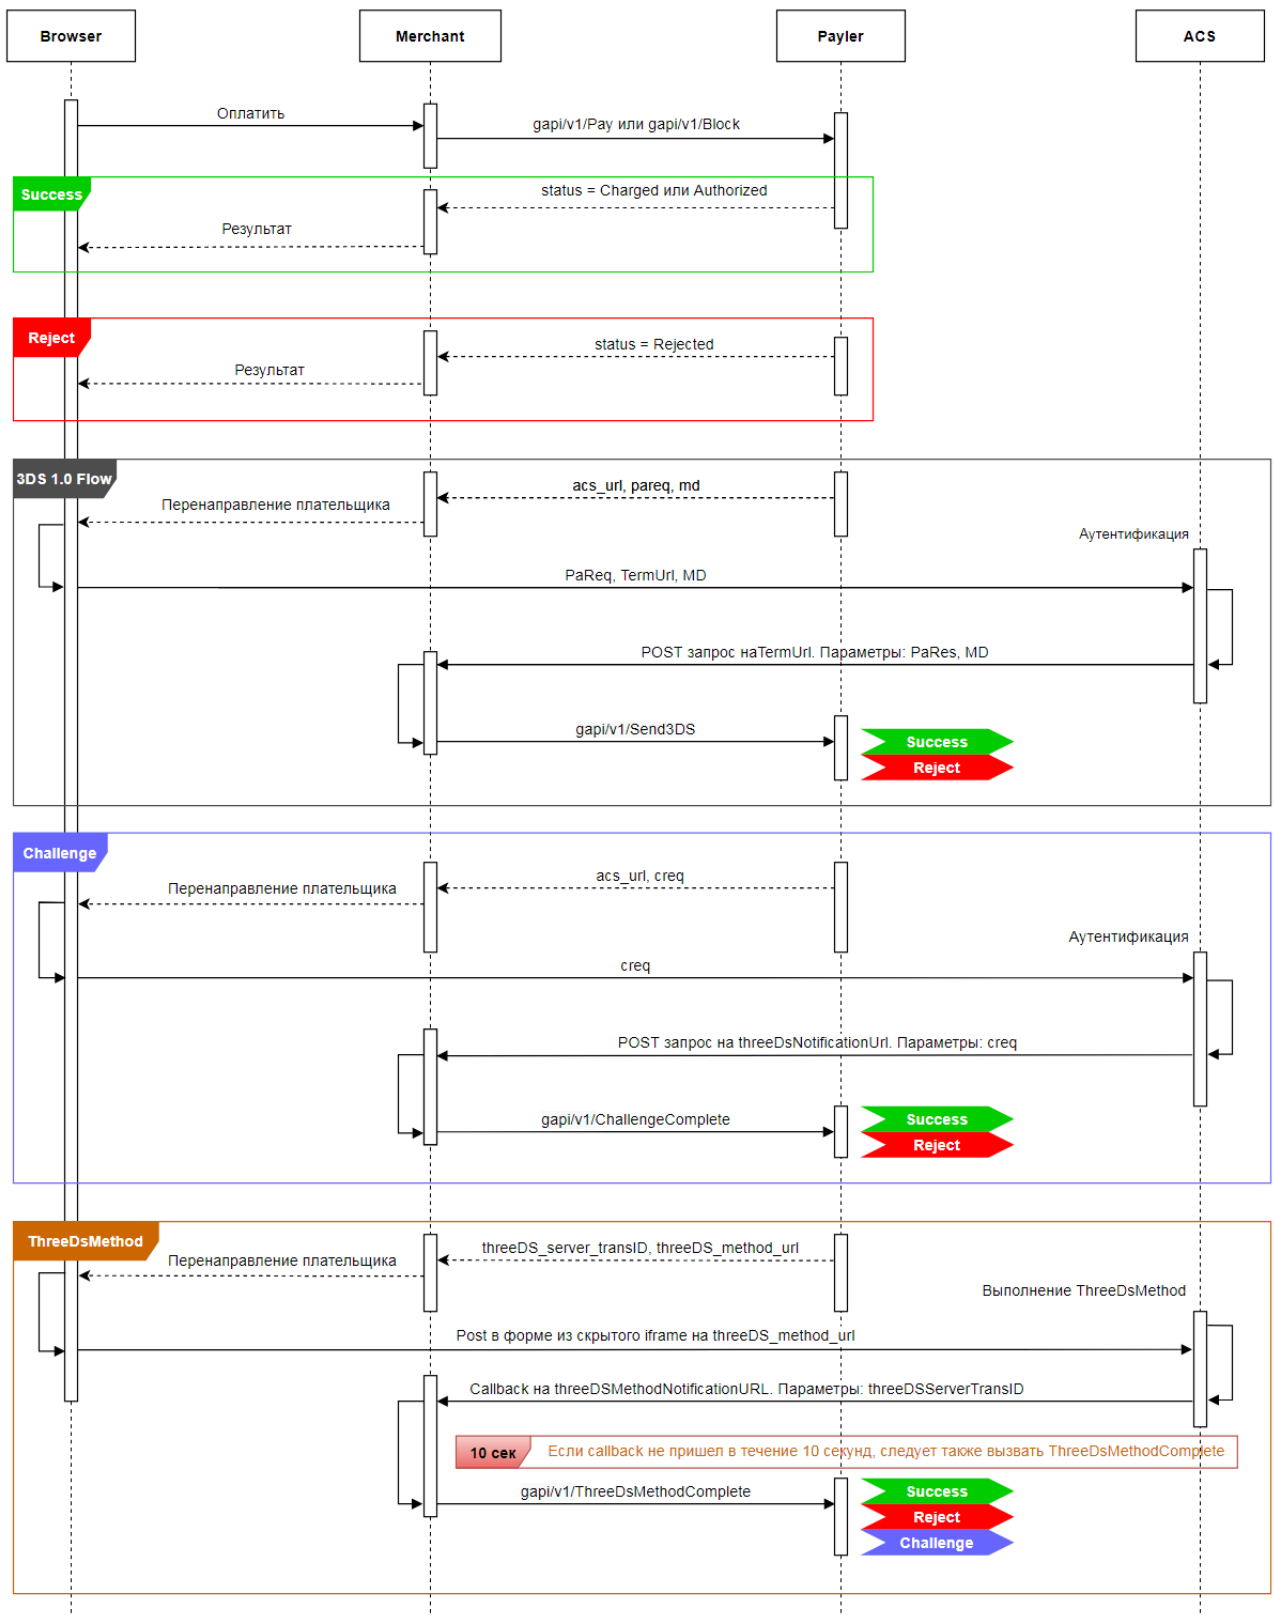 Browser
Merchant
Payler
ACS
Оплатить
gapi/v1/Pay или gapi/v1/Block
Success
status = Charged или Authorized
Результат
Reject
status = Rejected
Результат
3DS 1.0 Flow
acs_url, pareq, md
Перенаправление плательщика
Аутентификация
PaReq, TermUrl, MD
POST запрос наTermUrl. Параметры: PaRes, MD
gapi/v1/Send3DS
Success
Reject
Challenge
acs_url, creq
Перенаправление плательщика
Аутентификация
creq
POST запрос на threeDsNotificationUrl. Параметры: creq
gapi/v1/ChallengeComplete
Success
Reject
ThreeDsMethod
threeDS_server_transID, threeDS_method_url
Перенаправление плательщика
Выполнение ThreeDsMethod
Post в форме из скрытого iframe на threeDS_method_url
Callback на threeDSMethodNotificationURL. Параметры: threeDSServerTransID
10 сек
Если callback не пришел в течение 10 секунд, следует также вызвать ThreeDsMethodComplete
gapi/v1/ThreeDsMethodComplete
Success
Reject
Challenge